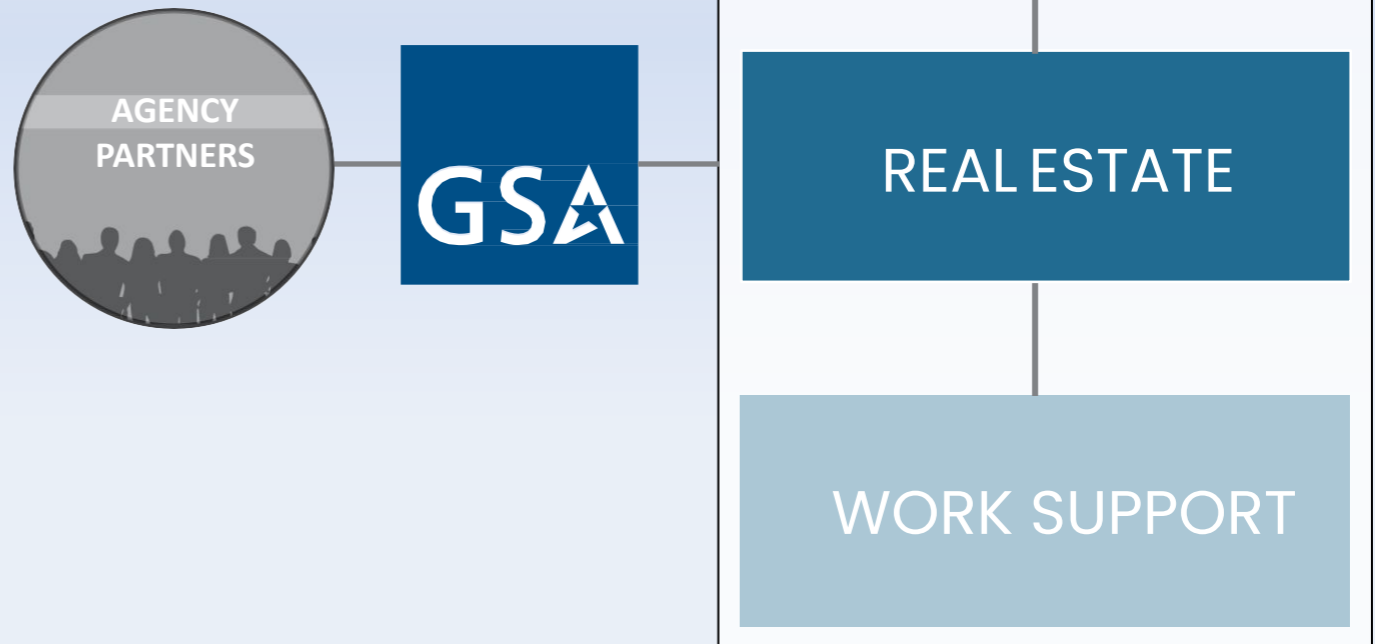 AGENCY
PARTNERS
GSA
REAL ESTATE
WORK SUPPORT